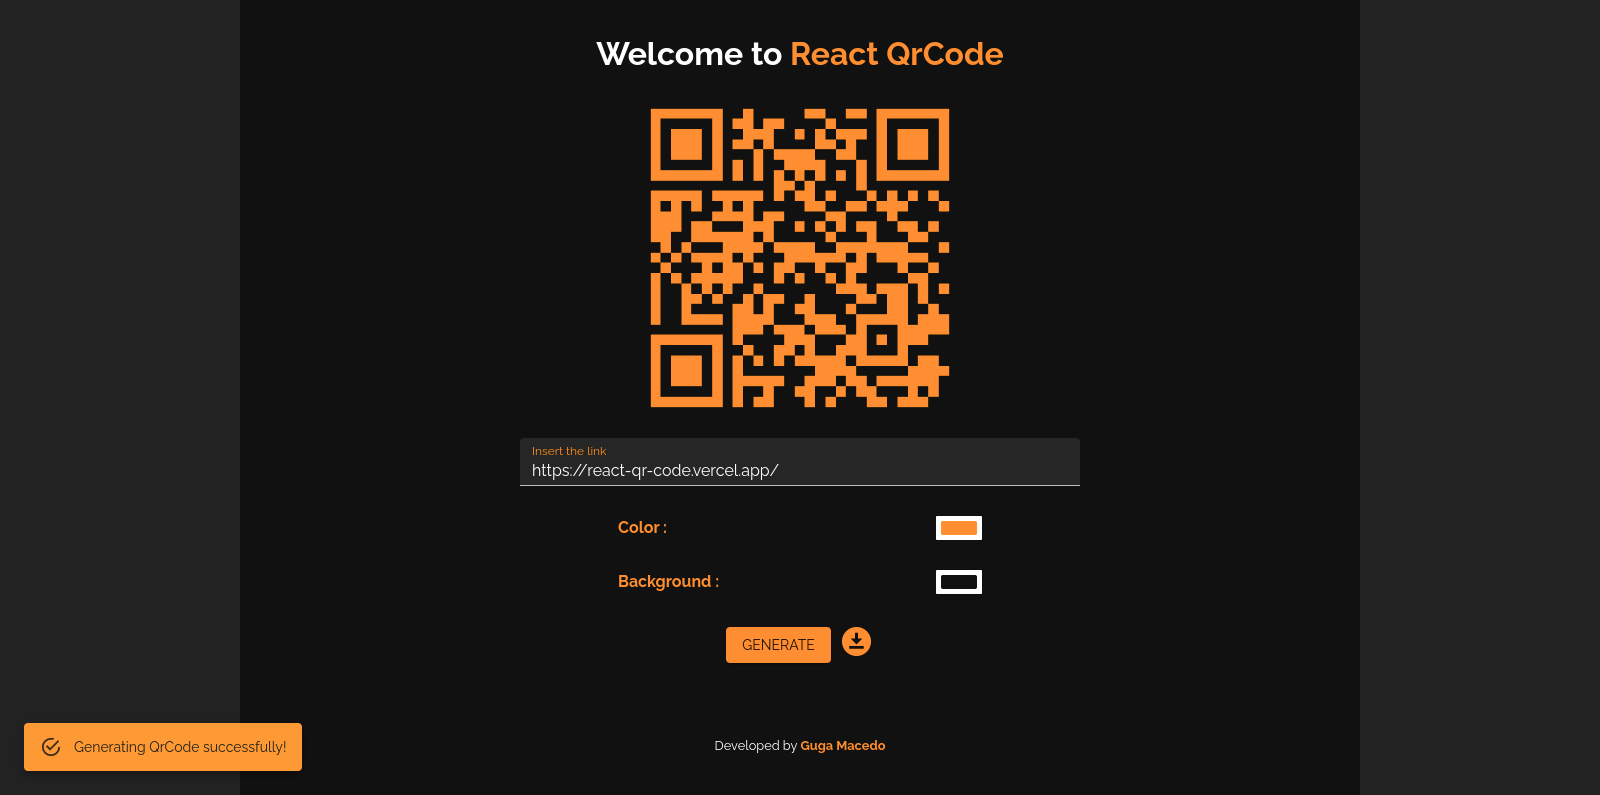 Welcome to React QrCode
Insert the link
https://react-qr-code.vercel.app/
Color :
Background :
GENERATE
Generating QrCode successfully!
Developed by Guga Macedo